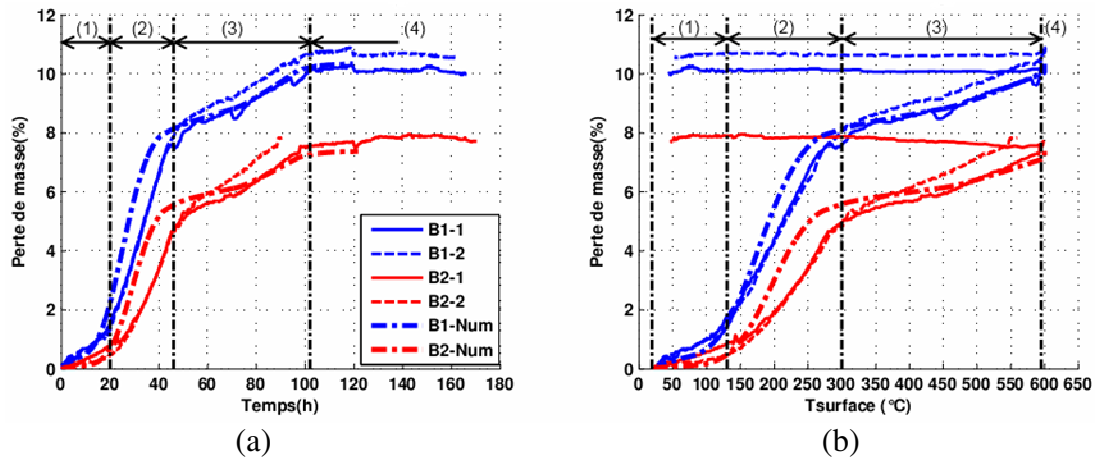 12
10
8
6
4
2
0
Perte de masse(%)
(1) (2) (3) (4)
B1-1
B1-2
B2-1
B2-2
B1-Num
B2-Num
0 20 40 60 80 100 120 140 160 180
Temps(h)
(a)
12
10
8
6
4
2
0
Perte de masse(%)
(1) (2) (3) (4)
50 100 150 200 250 300 350 400 450 500 550 600 650
Tsurface (°C)
(b)